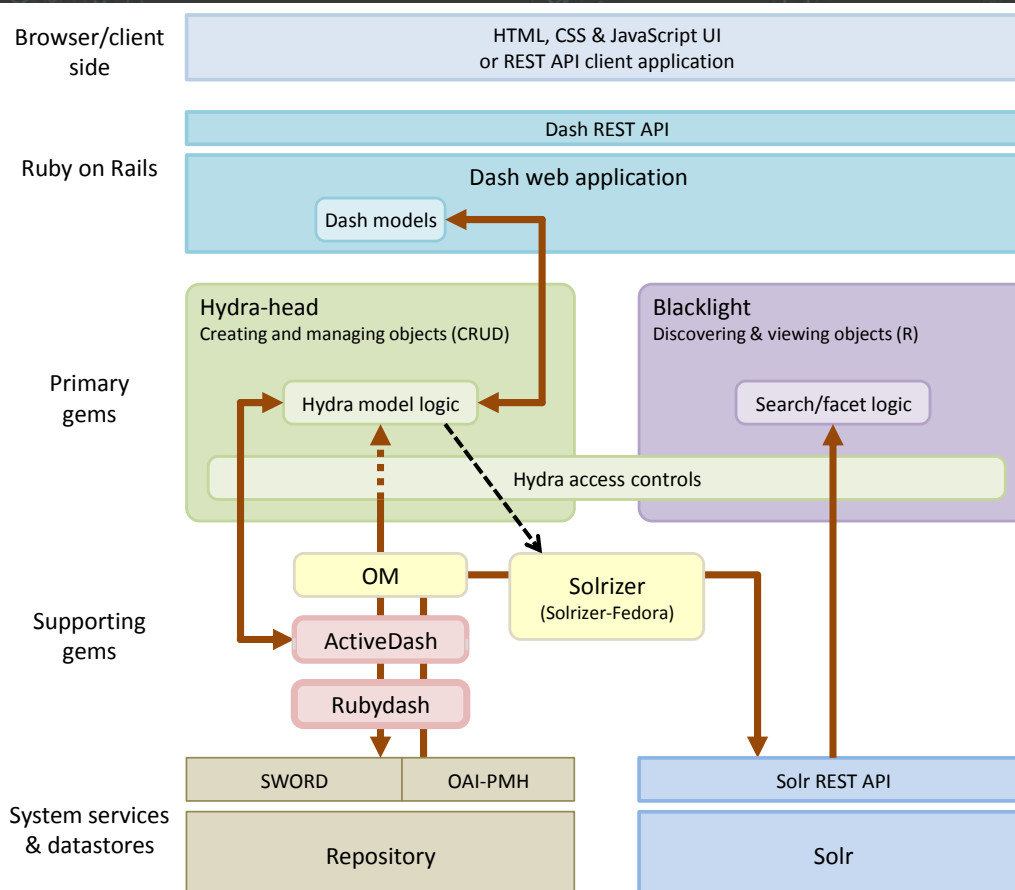 Browser/client
side
HTML, CSS & JavaScript UI
or REST API client application
Ruby on Rails
Dash REST API
Dash web application
Dash models
Primary
gems
Hydra-head
Creating and managing objects (CRUD)
Hydra model logic
Blacklight
Discovering & viewing objects (R)
Search/facet logic
Hydra access controls
Supporting
gems
OM
Solrizer
(Solrizer-Fedora)
ActiveDash
Rubydash
System services
& datastores
SWORD
OAI-PMH
Repository
Solr REST API
Solr